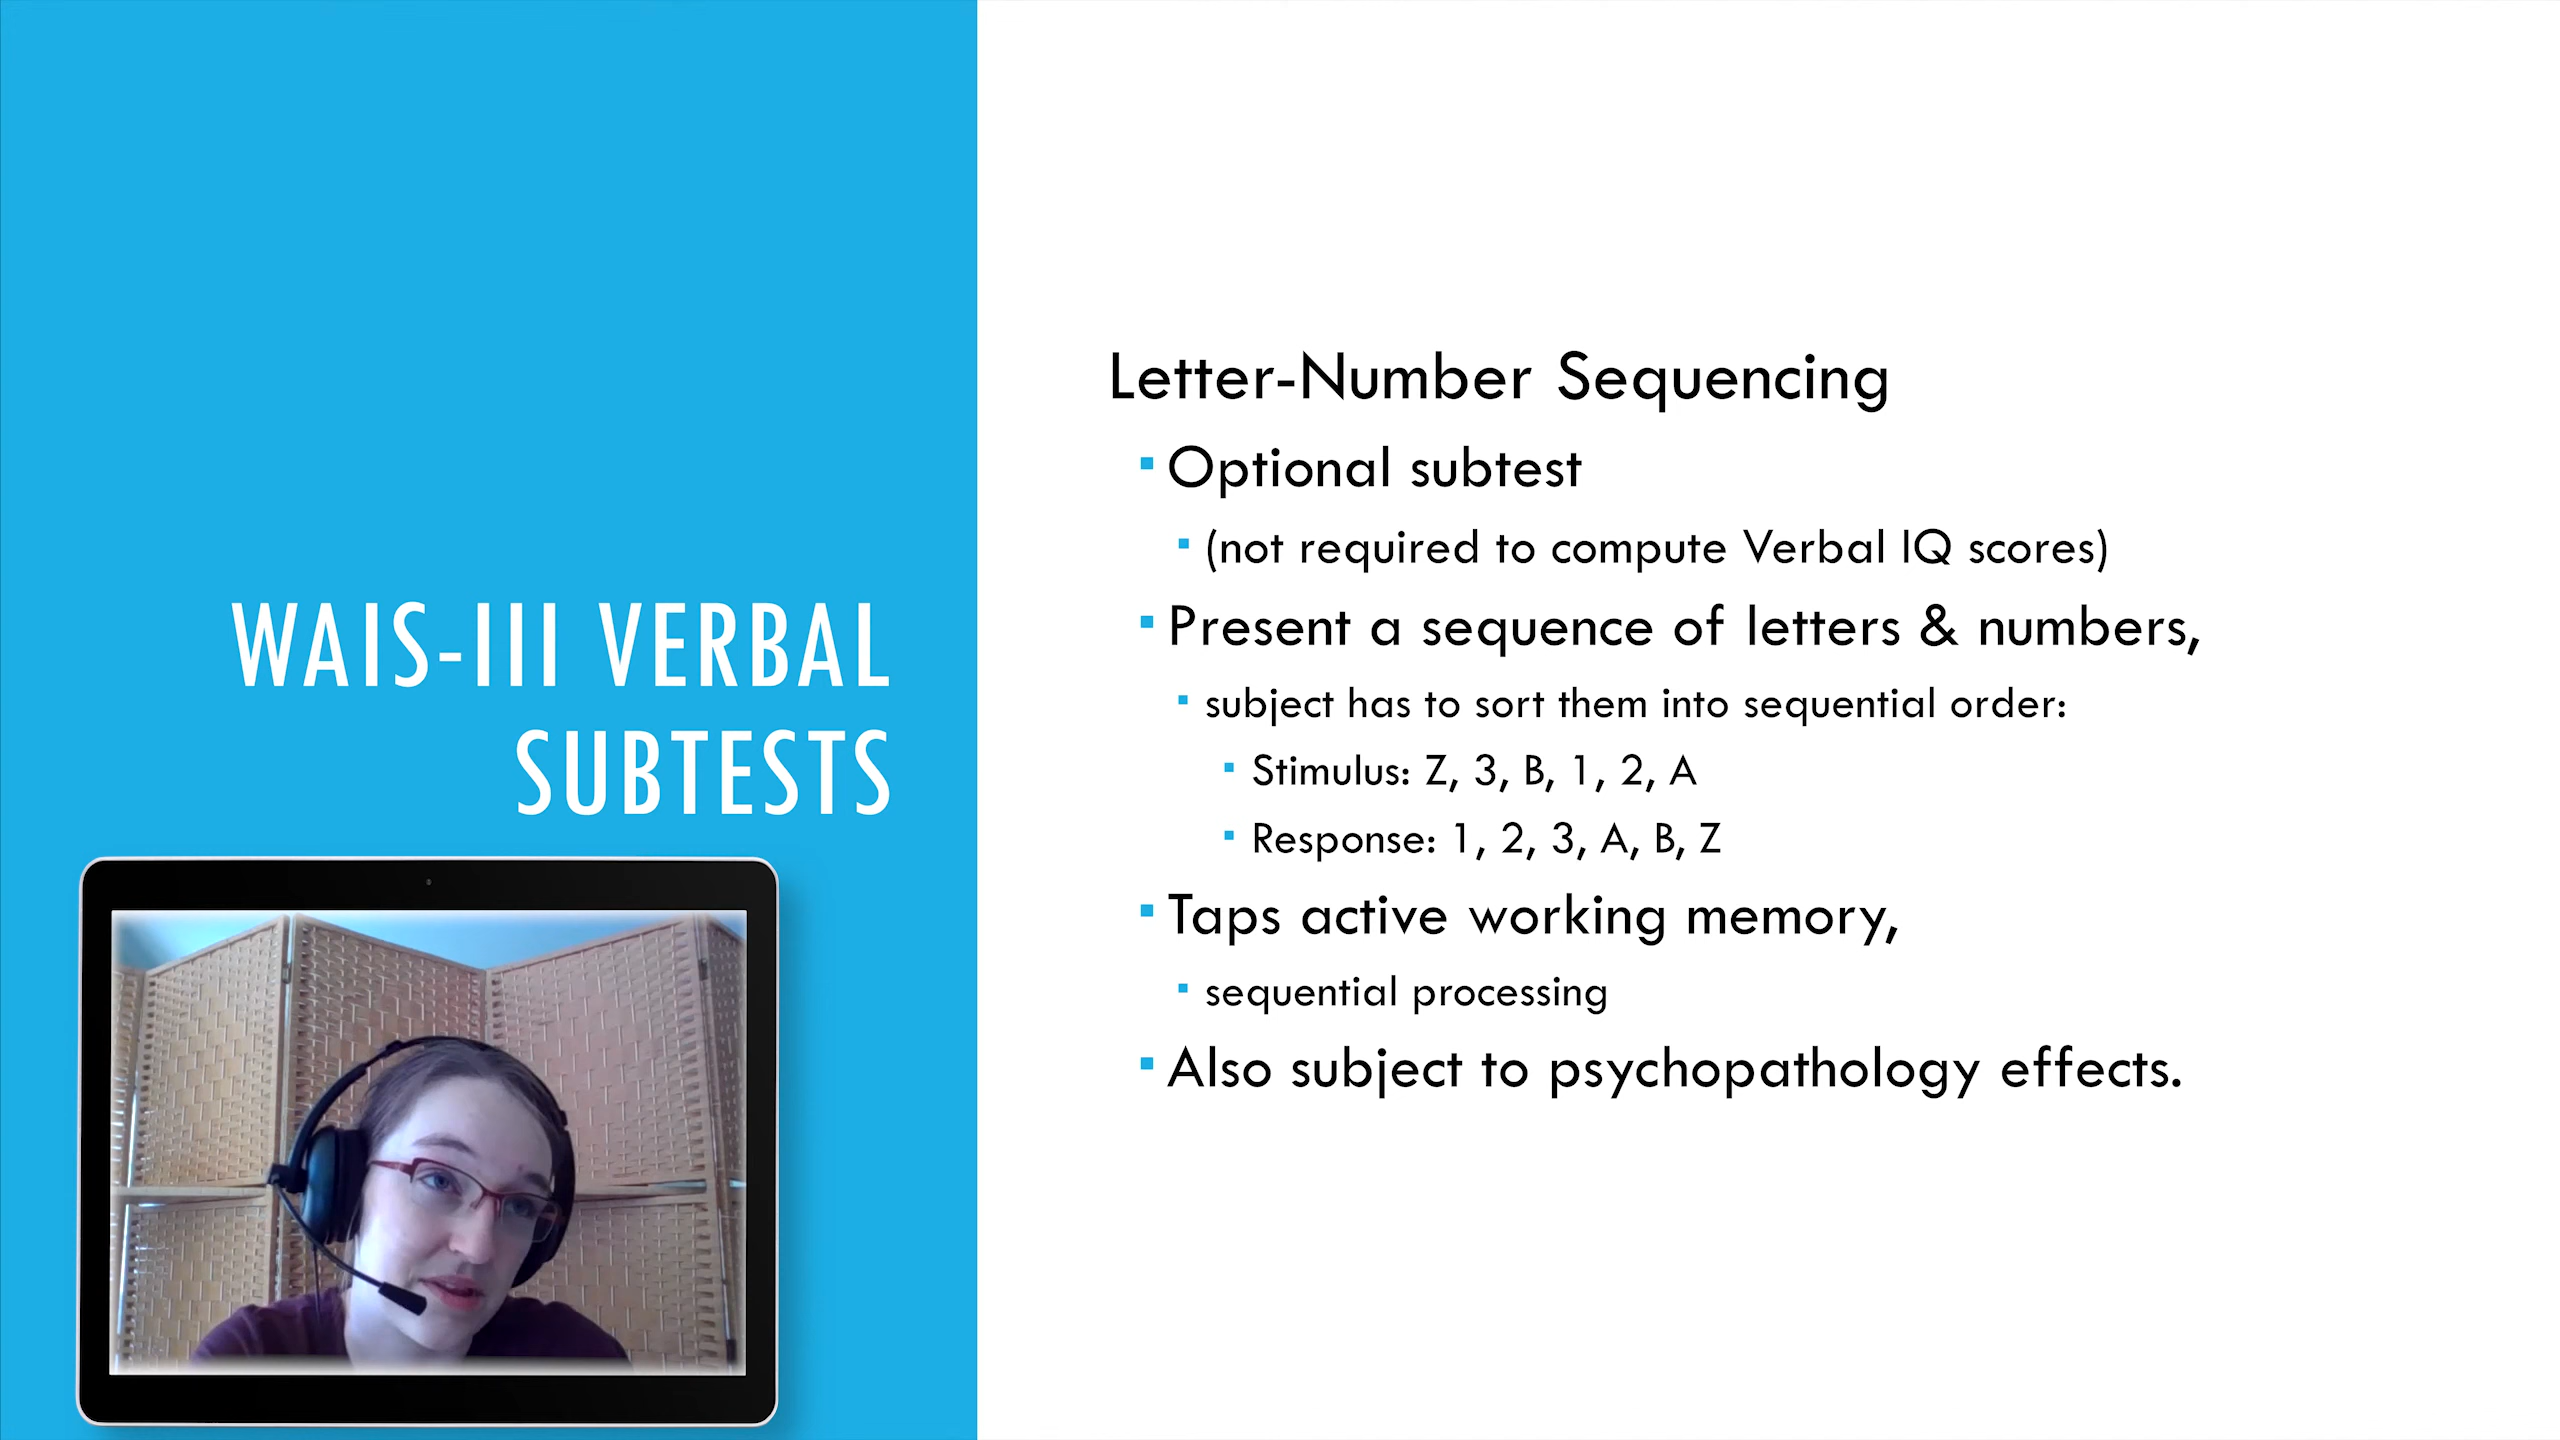 WAIS-III VERBAL
SUBTESTS
Letter-Number Sequencing
Optional subtest
(not required to compute Verbal IQ scores)
Present a sequence of letters & numbers,
subject has to sort them into sequential order:
Stimulus: Z, 3, B, 1, 2, A
Response: 1, 2, 3, A, B, Z
Taps active working memory,
sequential processing
Also subject to psychopathology effects.